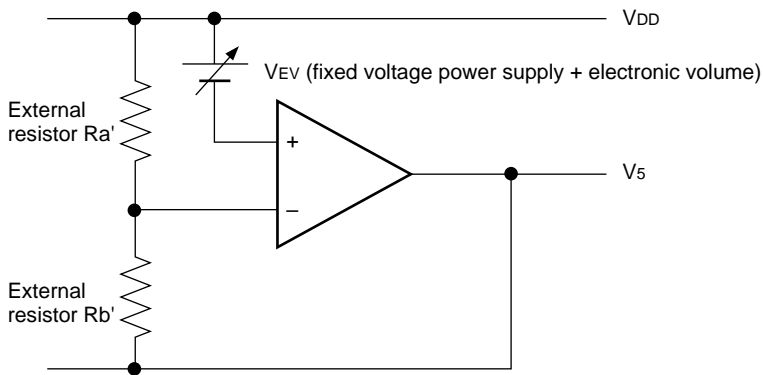 VDD
VEV (fixed voltage power supply + electronic volume)
External
resistor Ra'
+
V5
−
External
resistor Rb'